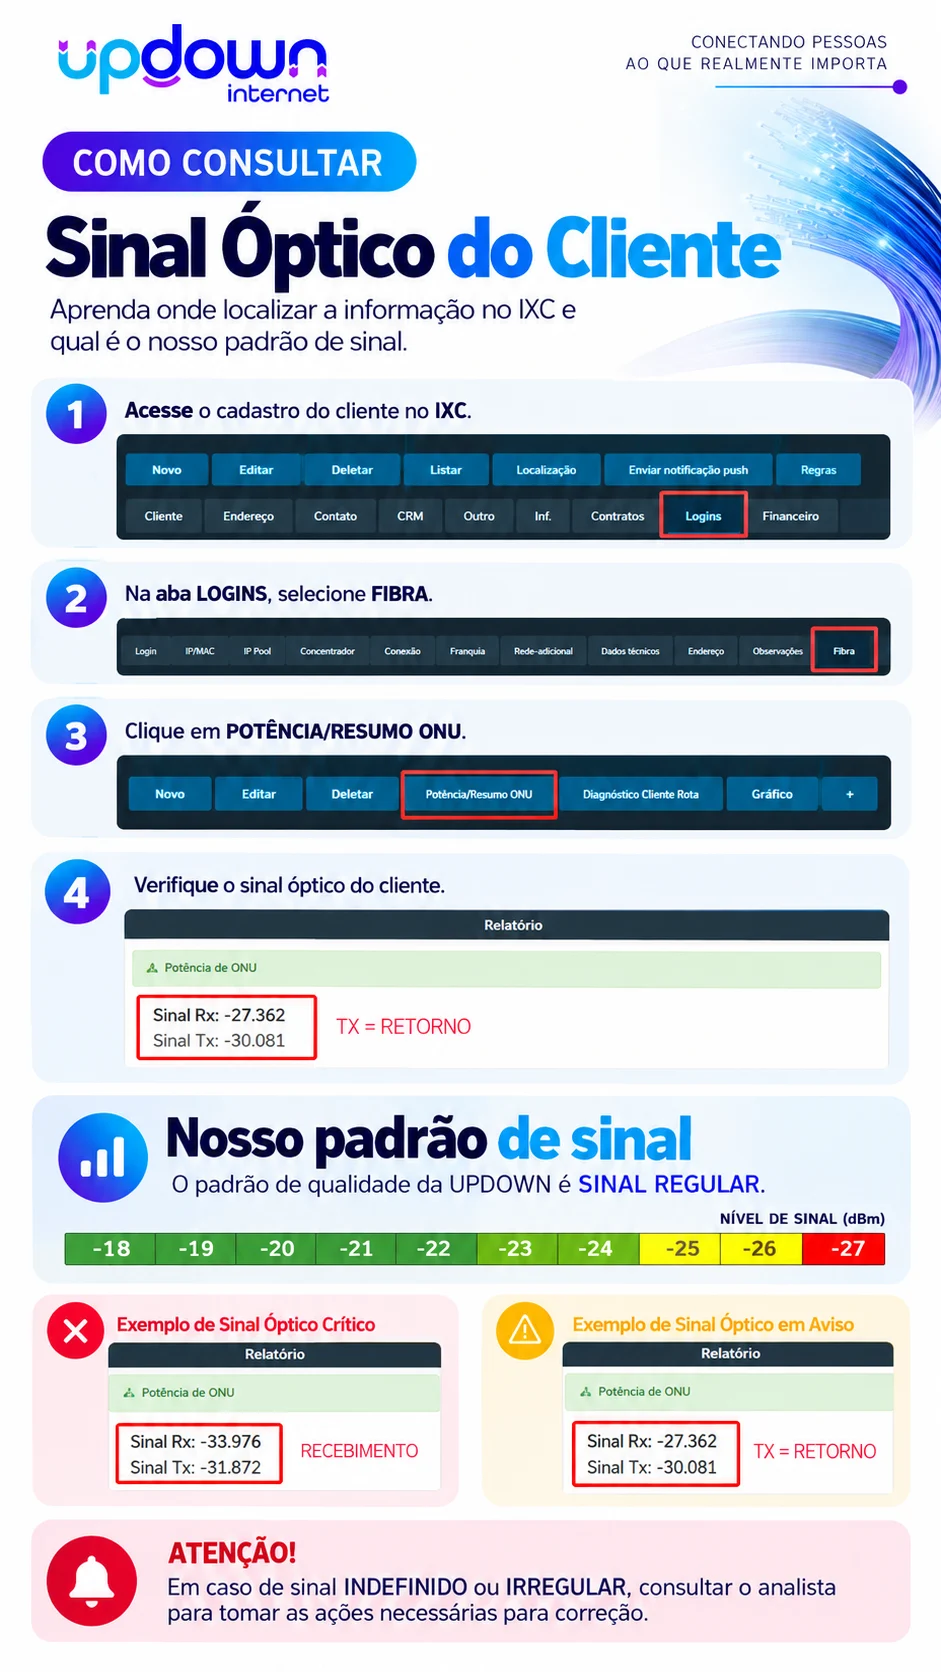 updown
internet
CONECTANDO PESSOAS
AO QUE REALMENTE IMPORTA
COMO CONSULTAR
Sinal Óptico do Cliente
Aprenda onde localizar a informação no IXC e
qual é o nosso padrão de sinal.
1
Acesse o cadastro do cliente no IXC.
Novo Editar Deletar Listar Localização Enviar notificação push Regras
Cliente Endereço Contato CRM Outro Inf. Contratos Logins Financeiro
2
Na aba LOGINS, selecione FIBRA.
Login IP/MAC IP Pool Concentrador Conexão Franquia Rede-adicional Dados técnicos Endereço Observações Fibra
3
Clique em POTÊNCIA/RESUMO ONU.
Novo Editar Deletar Potência/Resumo ONU Diagnóstico Cliente Rota Gráfico +
4
Verifique o sinal óptico do cliente.
Relatório
Potência de ONU
Sinal Rx: -27.362
Sinal Tx: -30.081
TX = RETORNO
Nosso padrão de sinal
O padrão de qualidade da UPDOWN é SINAL REGULAR.
NÍVEL DE SINAL (dBm)
-18 -19 -20 -21 -22 -23 -24 -25 -26 -27
Exemplo de Sinal Óptico Crítico
Relatório
Potência de ONU
Sinal Rx: -33.976
Sinal Tx: -31.872
RECEBIMENTO
Exemplo de Sinal Óptico em Aviso
Relatório
Potência de ONU
Sinal Rx: -27.362
Sinal Tx: -30.081
TX = RETORNO
ATENÇÃO!
Em caso de sinal INDEFINIDO ou IRREGULAR, consultar o analista
para tomar as ações necessárias para correção.